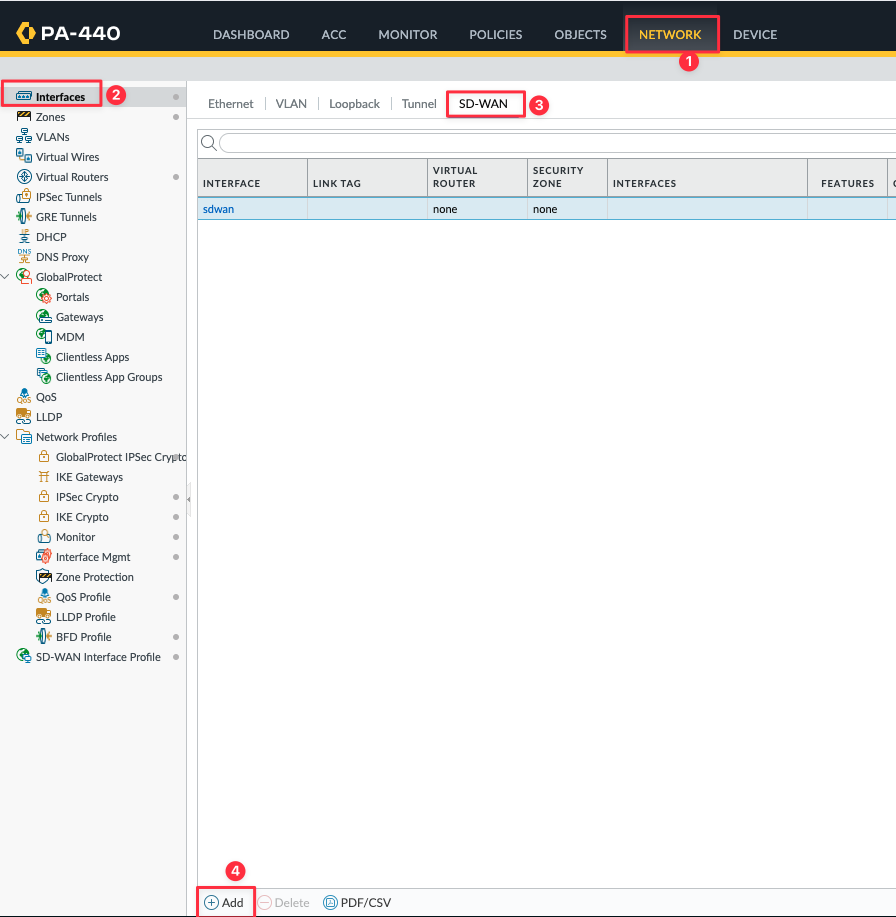 PA-440
DASHBOARD ACC MONITOR POLICIES OBJECTS NETWORK DEVICE
1
Interfaces 2
Zones
VLANs
Virtual Wires
Virtual Routers
IPSec Tunnels
GRE Tunnels
DHCP
DNS Proxy
GlobalProtect
Portals
Gateways
MDM
Clientless Apps
Clientless App Groups
QoS
LLDP
Network Profiles
GlobalProtect IPSec Crypto
IKE Gateways
IPSec Crypto
IKE Crypto
Monitor
Interface Mgmt
Zone Protection
QoS Profile
LLDP Profile
BFD Profile
SD-WAN Interface Profile
Ethernet VLAN Loopback Tunnel SD-WAN 3
INTERFACE LINK TAG VIRTUAL ROUTER SECURITY ZONE INTERFACES FEATURES
sdwan none none
4
Add Delete PDF/CSV